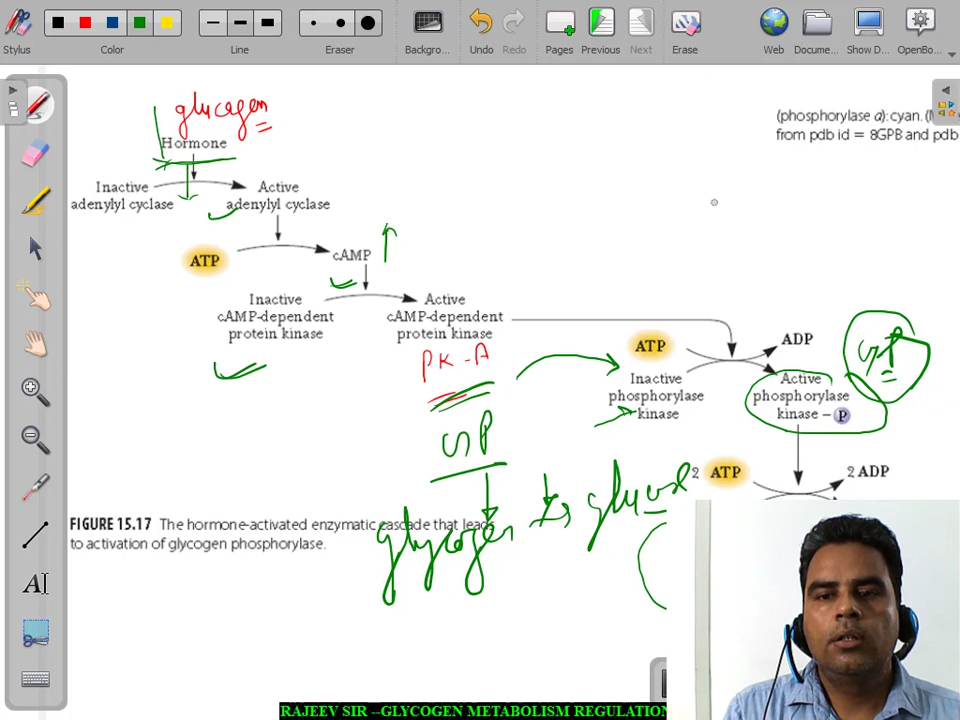 Stylus
Color
Line
Eraser
Backgro...
Undo
Redo
Pages
Previous
Next
Erase
Web
Docume...
Show D...
OpenBo...
glucagen
Hormone
(phosphorylase a): cyan. (
from pdb id = 8GPB and pdb
Inactive
adenylyl cyclase
Active
adenylyl cyclase
ATP
cAMP
Inactive
cAMP-dependent
protein kinase
Active
cAMP-dependent
protein kinase
PK-A
ATP
ADP
GP
Inactive
phosphorylase
kinase
Active
phosphorylase
kinase – P
GP
2 ATP
2 ADP
glycogen
glucose
FIGURE 15.17 The hormone-activated enzymatic cascade that leads
to activation of glycogen phosphorylase.
A
RAJEEV SIR --GLYCOGEN METABOLISM REGULATION